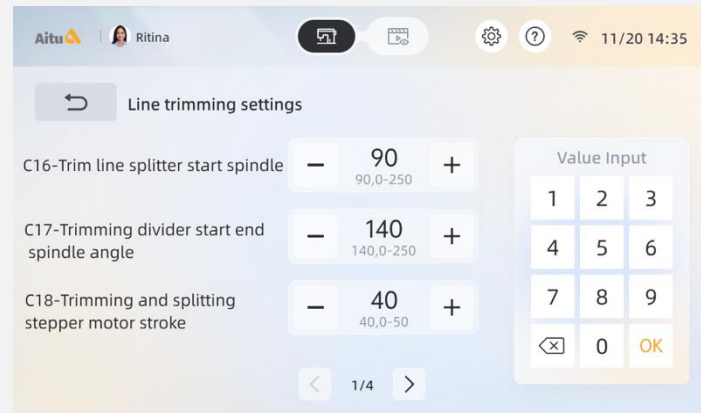 Aitu
Ritina
11/20 14:35
Line trimming settings
C16-Trim line splitter start spindle
90
90,0-250
C17-Trimming divider start end
spindle angle
140
140,0-250
C18-Trimming and splitting
stepper motor stroke
40
40,0-50
1/4
Value Input
1 2 3
4 5 6
7 8 9
0 OK